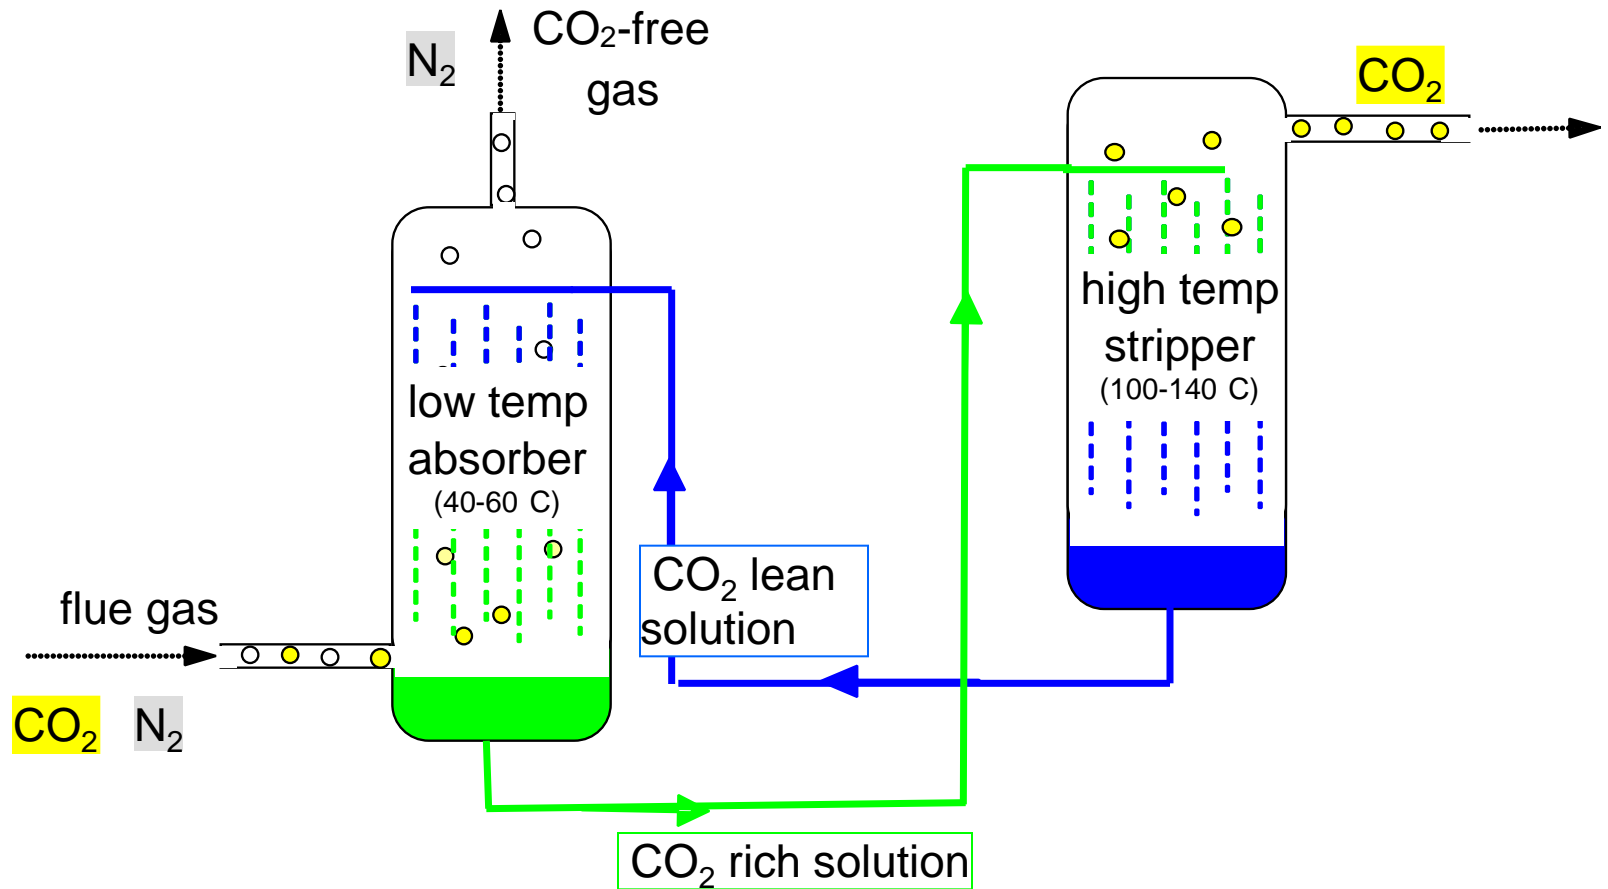 N₂
CO₂-free
gas
CO₂
low temp
absorber
(40-60 C)
high temp
stripper
(100-140 C)
flue gas
CO₂ N₂
CO₂ lean
solution
CO₂ rich solution